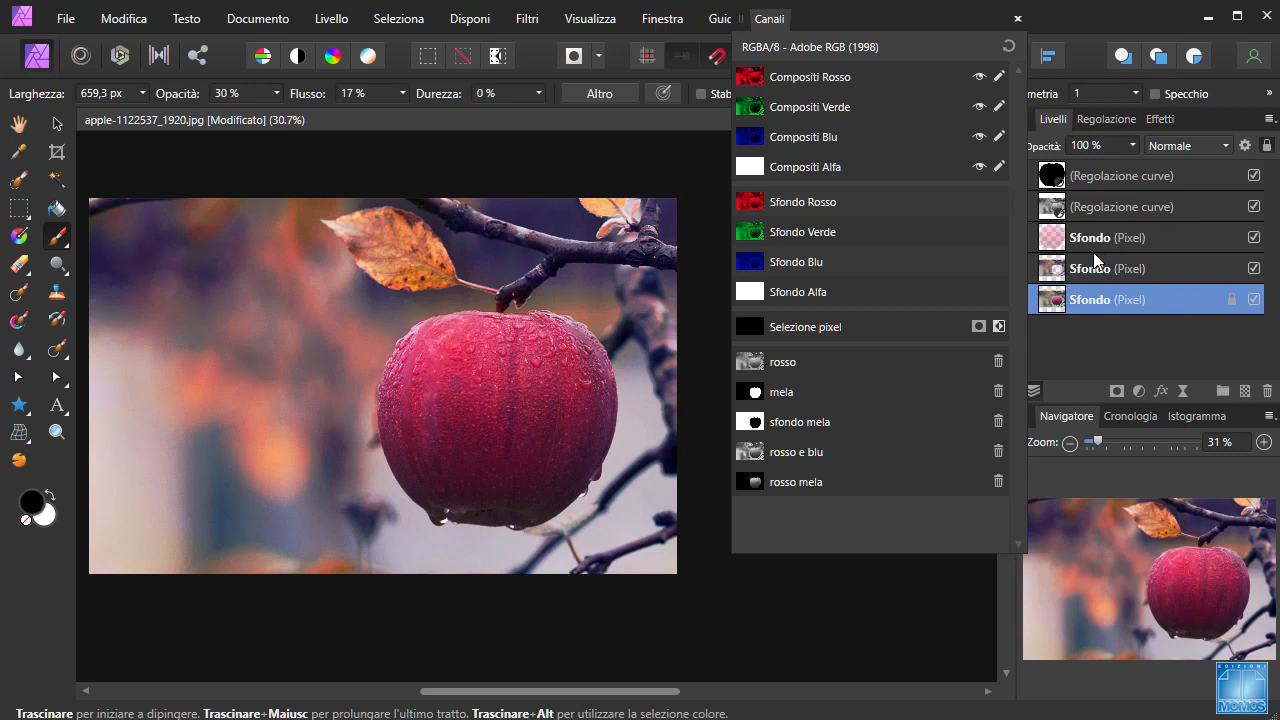 File Modifica Testo Documento Livello Seleziona Disponi Filtri Visualizza Finestra Guid
Canali
RGBA/8 - Adobe RGB (1998)
Larghezza: 659,3 px Opacità: 30 % Flusso: 17 % Durezza: 0 % Altro Stab
metria 1 Specchio »
apple-1122537_1920.jpg [Modificato] (30.7%)
Compositi Rosso
Compositi Verde
Compositi Blu
Compositi Alfa
Sfondo Rosso
Sfondo Verde
Sfondo Blu
Sfondo Alfa
Selezione pixel
rosso
mela
sfondo mela
rosso e blu
rosso mela
Livelli Regolazione Effetti
Opacità: 100 % Normale
(Regolazione curve)
(Regolazione curve)
Sfondo (Pixel)
Sfondo (Pixel)
Sfondo (Pixel)
fx
Navigatore Cronologia Istogramma
Zoom: 31 %
EDIZIONI
MOMOS
Trascinare per iniziare a dipingere. Trascinare+Maiusc per prolungare l'ultimo tratto. Trascinare+Alt per utilizzare la selezione colore.